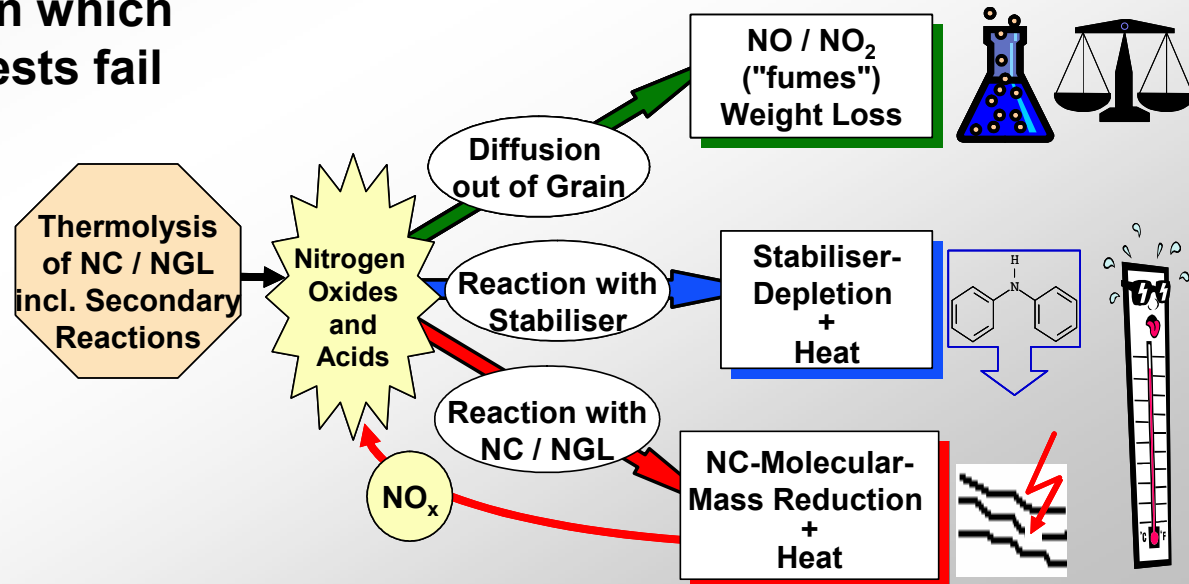 n which
ests fail
NO / NO₂
("fumes")
Weight Loss
Diffusion
out of Grain
Thermolysis
of NC / NGL
incl. Secondary
Reactions
Nitrogen
Oxides
and
Acids
Reaction with
Stabiliser
Stabiliser-
Depletion
+
Heat
H
N
Reaction with
NC / NGL
NOₓ
NC-Molecular-
Mass Reduction
+
Heat
°C °F